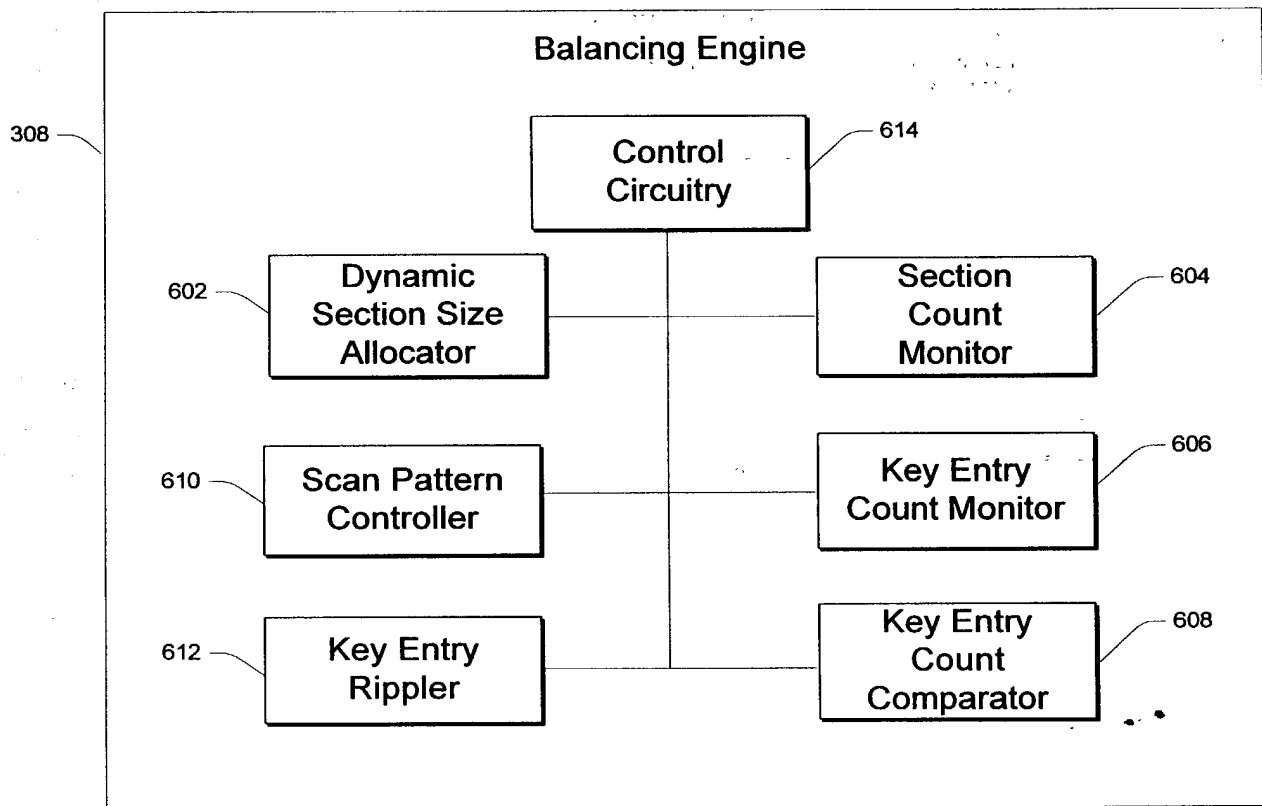 Balancing Engine
308
614
Control
Circuitry
602
Dynamic
Section Size
Allocator
Section
Count
Monitor
604
610
Scan Pattern
Controller
Key Entry
Count Monitor
606
612
Key Entry
Rippler
Key Entry
Count
Comparator
608